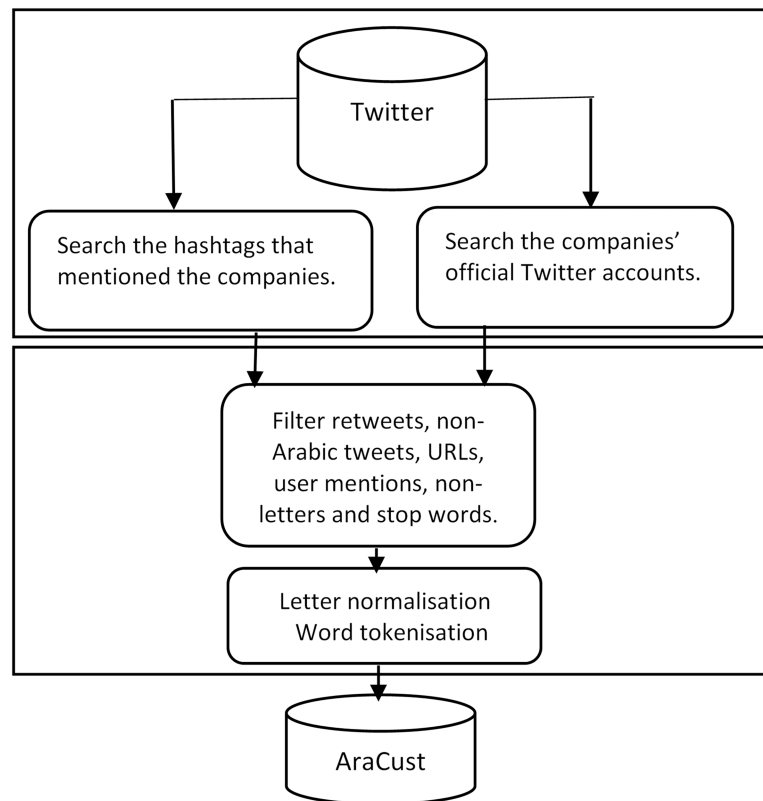 Twitter
Search the hashtags that
mentioned the companies.
Search the companies’
official Twitter accounts.
Filter retweets, non-
Arabic tweets, URLs,
user mentions, non-
letters and stop words.
Letter normalisation
Word tokenisation
AraCust